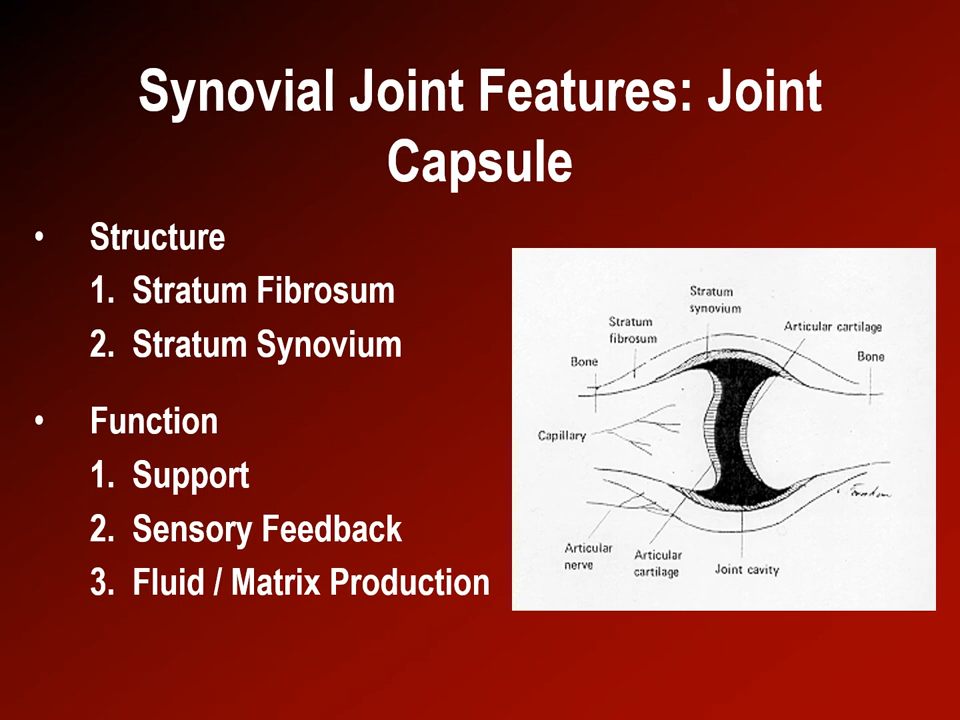 Synovial Joint Features: Joint
Capsule
• Structure
1. Stratum Fibrosum
2. Stratum Synovium
• Function
1. Support
2. Sensory Feedback
3. Fluid / Matrix Production
Stratum
synovium
Stratum
fibrosum
Articular cartilage
Bone
Bone
Capillary
Articular
nerve
Articular
cartilage
Joint cavity